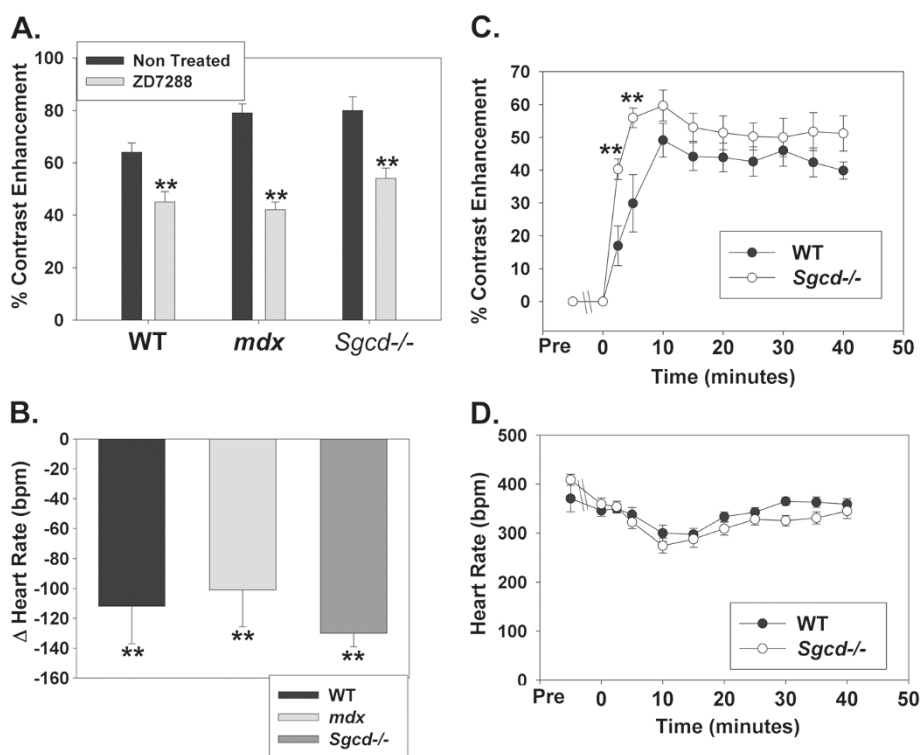 A.
Non Treated
ZD7288
% Contrast Enhancement
100
80
60
40
20
0
**
**
**
WT
mdx
Sgcd-/-
B.
Δ Heart Rate (bpm)
-0
-20
-40
-60
-80
-100
-120
-140
-160
**
**
**
WT
mdx
Sgcd-/-
C.
% Contrast Enhancement
70
60
50
40
30
20
10
0
**
**
WT
Sgcd-/-
Pre 0 10 20 30 40 50
Time (minutes)
D.
Heart Rate (bpm)
500
400
300
200
100
0
WT
Sgcd-/-
Pre 0 10 20 30 40 50
Time (minutes)